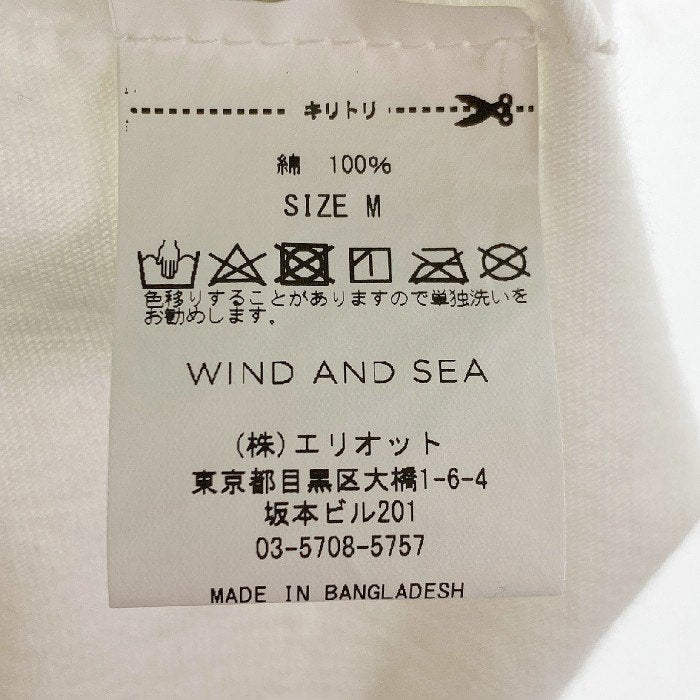 キリトリ
綿 100%
SIZE M
色移りすることがありますので単独洗いを
お勧めします。
WIND AND SEA
(株)エリオット
東京都目黒区大橋1-6-4
坂本ビル201
03-5708-5757
MADE IN BANGLADESH